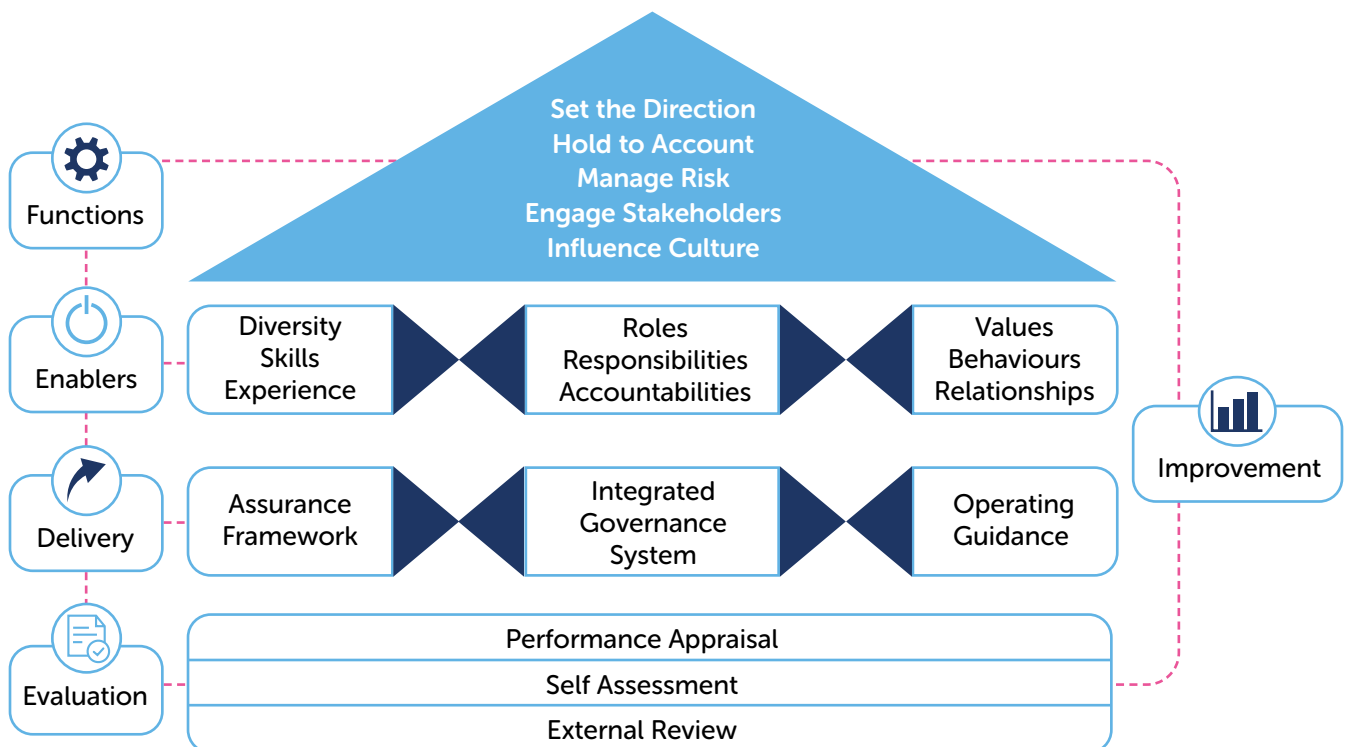 Set the Direction
Hold to Account
Manage Risk
Engage Stakeholders
Influence Culture
Functions
Enablers
Diversity
Skills
Experience
Roles
Responsibilities
Accountabilities
Values
Behaviours
Relationships
Improvement
Delivery
Assurance
Framework
Integrated
Governance
System
Operating
Guidance
Evaluation
Performance Appraisal
Self Assessment
External Review